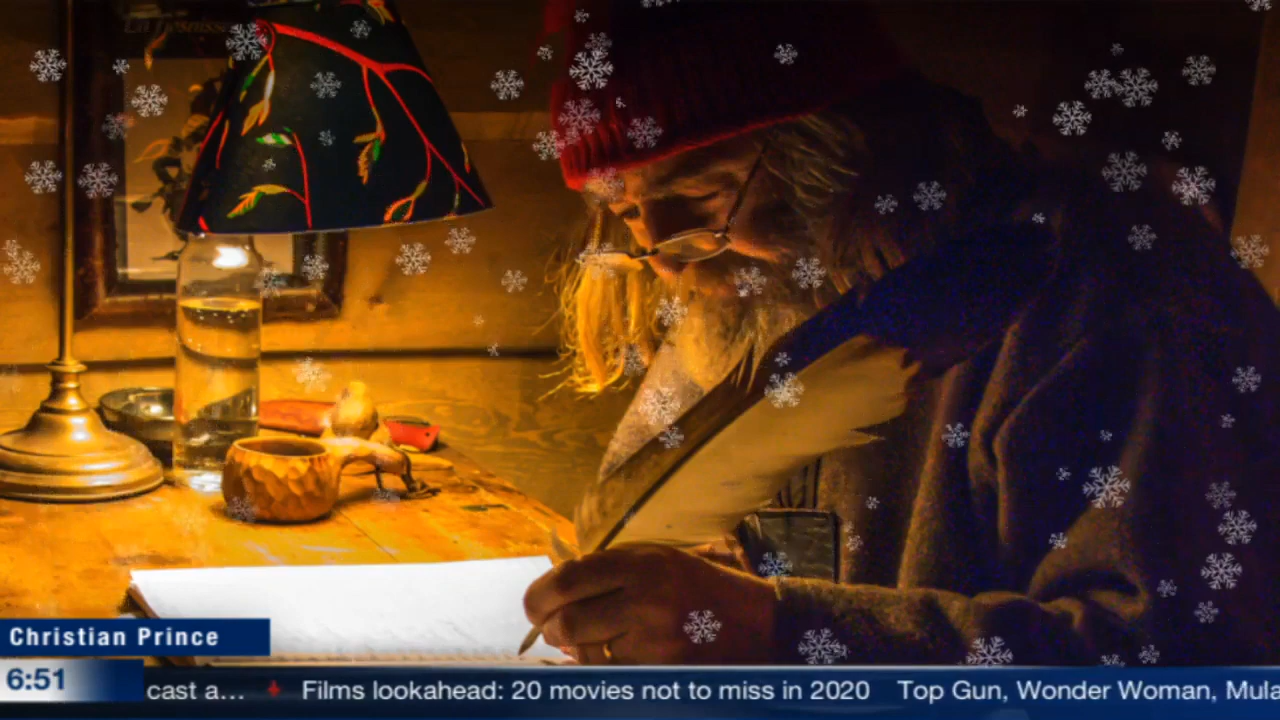 Christian Prince
6:51
cast a... ♦ Films lookahead: 20 movies not to miss in 2020 Top Gun, Wonder Woman, Mula